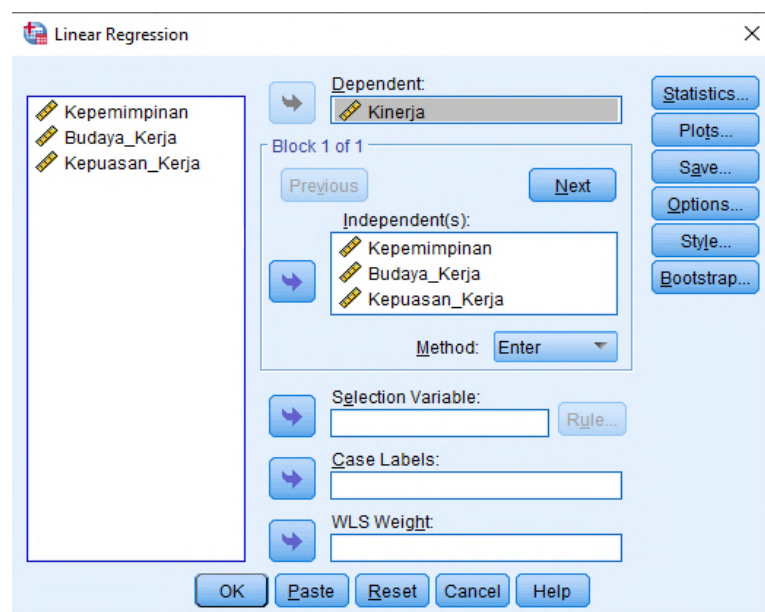 Linear Regression
Kepemimpinan
Budaya_Kerja
Kepuasan_Kerja
Dependent:
Kinerja
Block 1 of 1
Previous
Next
Independent(s):
Kepemimpinan
Budaya_Kerja
Kepuasan_Kerja
Method:
Enter
Selection Variable:
Rule...
Case Labels:
WLS Weight:
Statistics...
Plots...
Save...
Options...
Style...
Bootstrap...
OK
Paste
Reset
Cancel
Help